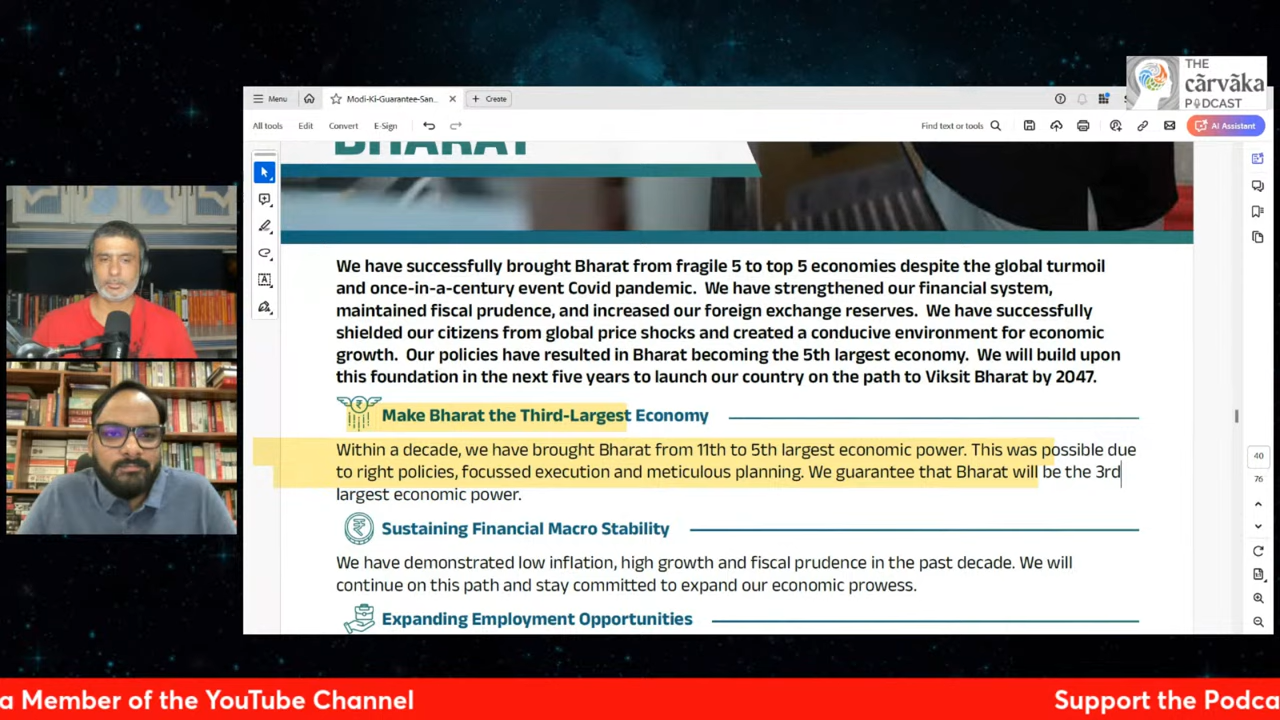 THE
cārvāka
PODCAST
Menu
Modi-Ki-Guarantee-San...
Create
All tools
Edit
Convert
E-Sign
Find text or tools
AI Assistant
BHARAT
We have successfully brought Bharat from fragile 5 to top 5 economies despite the global turmoil
and once-in-a-century event Covid pandemic. We have strengthened our financial system,
maintained fiscal prudence, and increased our foreign exchange reserves. We have successfully
shielded our citizens from global price shocks and created a conducive environment for economic
growth. Our policies have resulted in Bharat becoming the 5th largest economy. We will build upon
this foundation in the next five years to launch our country on the path to Viksit Bharat by 2047.
Make Bharat the Third-Largest Economy
Within a decade, we have brought Bharat from 11th to 5th largest economic power. This was possible due
to right policies, focussed execution and meticulous planning. We guarantee that Bharat will be the 3rd
largest economic power.
Sustaining Financial Macro Stability
We have demonstrated low inflation, high growth and fiscal prudence in the past decade. We will
continue on this path and stay committed to expand our economic prowess.
Expanding Employment Opportunities
40
76
a Member of the YouTube Channel
Support the Podca